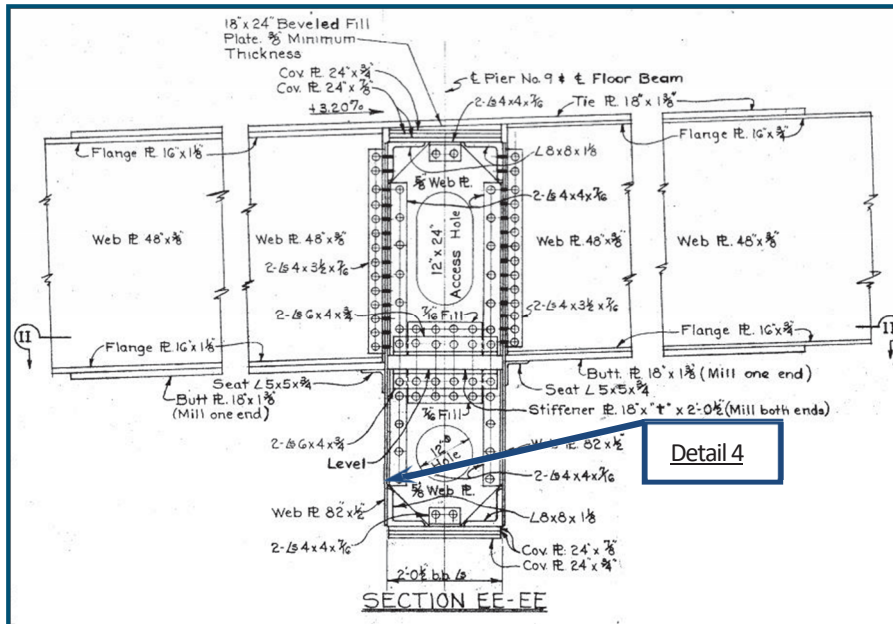 18"x 24" Beveled Fill
Plate. 3/8" Minimum
Thickness
Cov. PL 24"x 3/4"
Cov. PL 24"x 7/8"
+3.20%
℄ Pier No. 9 & ℄ Floor Beam
2-Ls 4x4x7/16
Tie PL 18"x 1 3/8"
Flange PL 16"x 1 1/8"
Flange PL 16"x 3/4"
L8x8x1 1/8
5/8" Web PL.
2-Ls 4x4x7/16
Web PL 48"x 3/8"
Web PL 48"x 3/8"
12"x 24"
Access Hole
Web PL 48"x 3/8"
Web PL 48"x 3/8"
2-Ls 4x3 1/2x7/16
2-Ls 6x4x3/4
7/16" Fill
2-Ls 4x3 1/2x7/16
II
Flange PL 16"x 1 1/8"
Flange PL. 16"x 3/4"
II
Seat L 5x5x3/4
Butt PL 18"x 1 3/8"
(Mill one end)
Butt. PL 18"x 1 3/8 (Mill one end)
Seat L 5x5x3/4
7/16 Fill
Stiffener PL 18"x "t" x 2'-0 1/2"(Mill both ends)
2-Ls 6x4x3/4
Level
12"ø
Hole
Web PL 82"x 1/2"
Detail 4
2-Ls 4x4x7/16
5/8 Web PL.
Web PL 82"x 1/2"
L8x8x1 1/8
2-Ls 4x4x7/16
Cov. PL 24"x 7/8"
Cov. PL 24"x 3/4"
2'-0 1/2" b.b. Ls
SECTION EE-EE